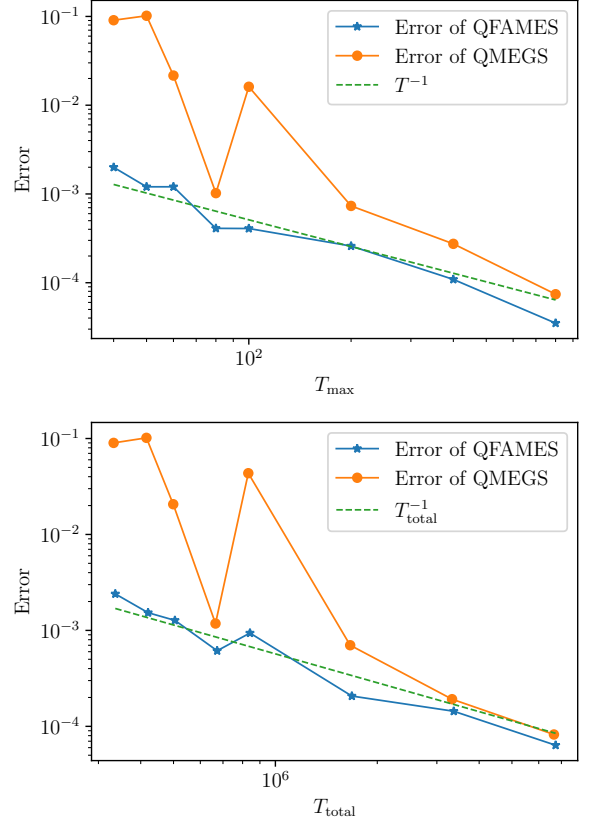 Error of QFAMES
Error of QMEGS
T^{-1}
10^{-1}
10^{-2}
10^{-3}
10^{-4}
Error
10^2
T_max
Error of QFAMES
Error of QMEGS
T_total^{-1}
10^{-1}
10^{-2}
10^{-3}
10^{-4}
Error
10^6
T_total